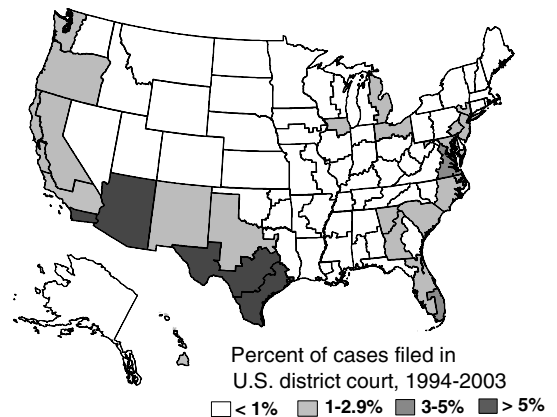 Percent of cases filed in
U.S. district court, 1994-2003
< 1% 1-2.9% 3-5% > 5%